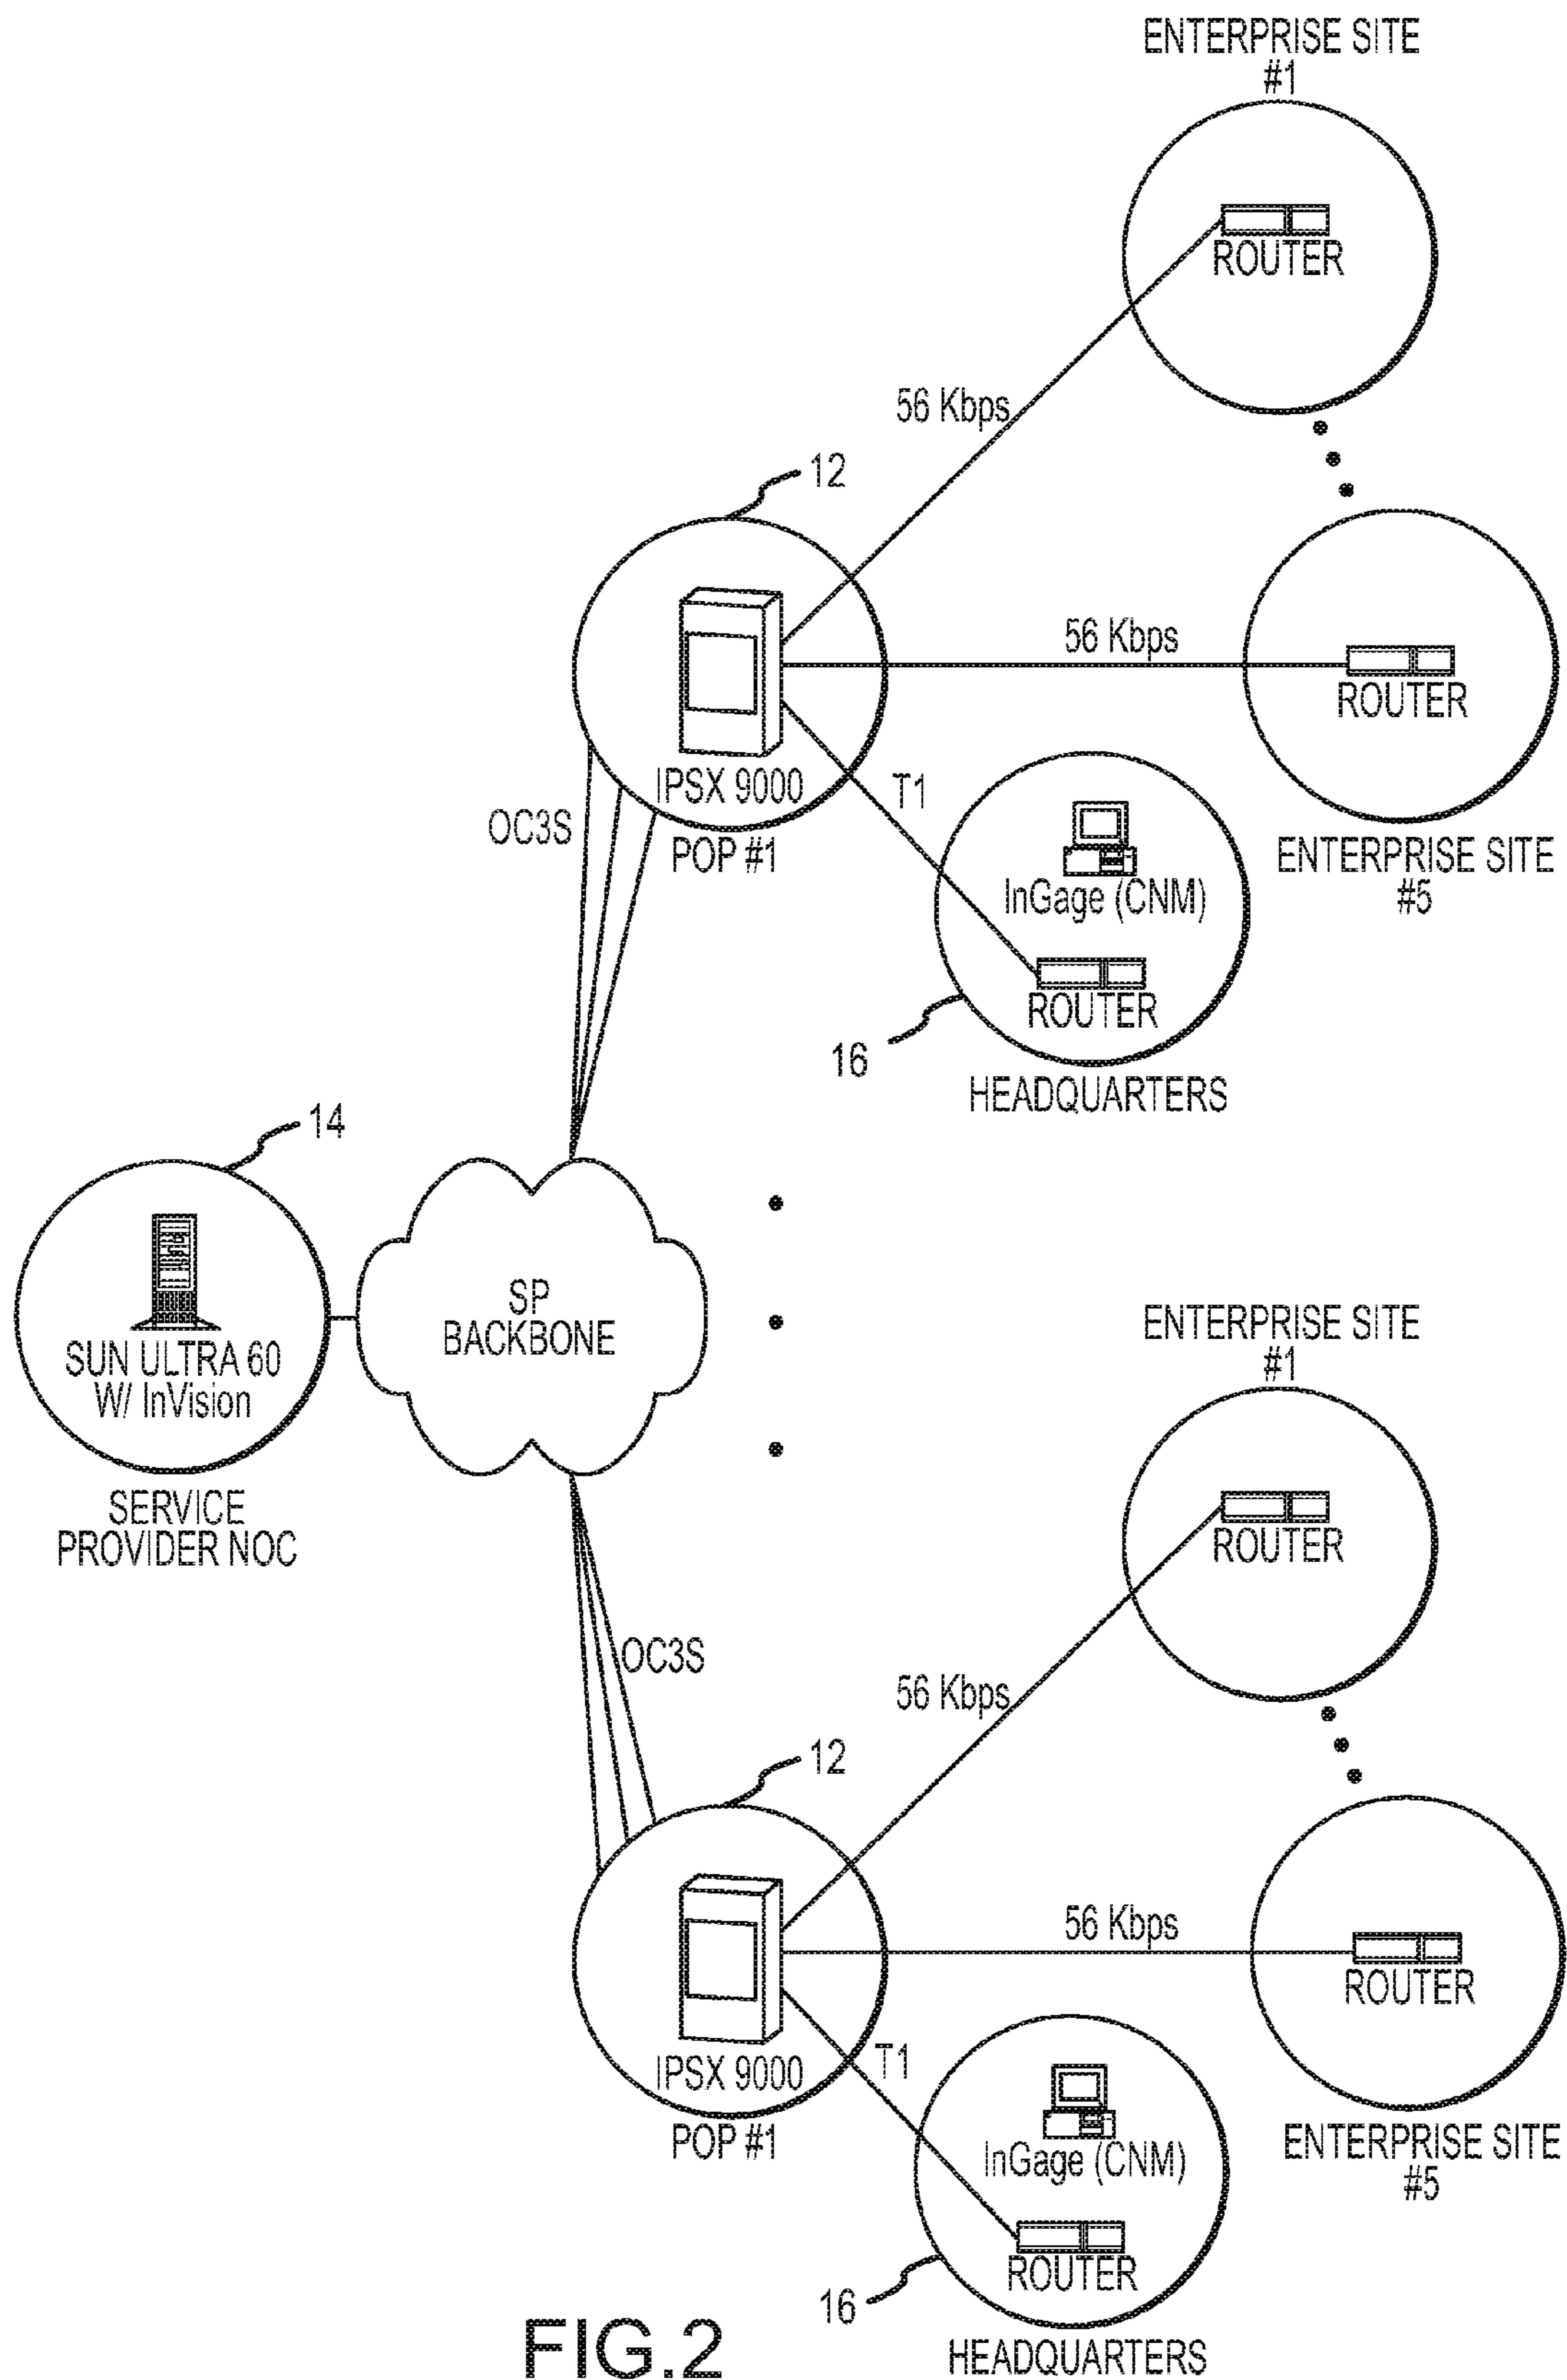 ENTERPRISE SITE
#1
ROUTER
56 Kbps
12
56 Kbps
ROUTER
IPSX 9000
POP #1
OC3S
T1
InGage (CNM)
ROUTER
ENTERPRISE SITE
#5
16
HEADQUARTERS
14
SUN ULTRA 60
W/ InVision
SERVICE
PROVIDER NOC
SP
BACKBONE
ENTERPRISE SITE
#1
ROUTER
OC3S
56 Kbps
12
56 Kbps
ROUTER
IPSX 9000
POP #1
T1
InGage (CNM)
ROUTER
ENTERPRISE SITE
#5
16
HEADQUARTERS
FIG.2